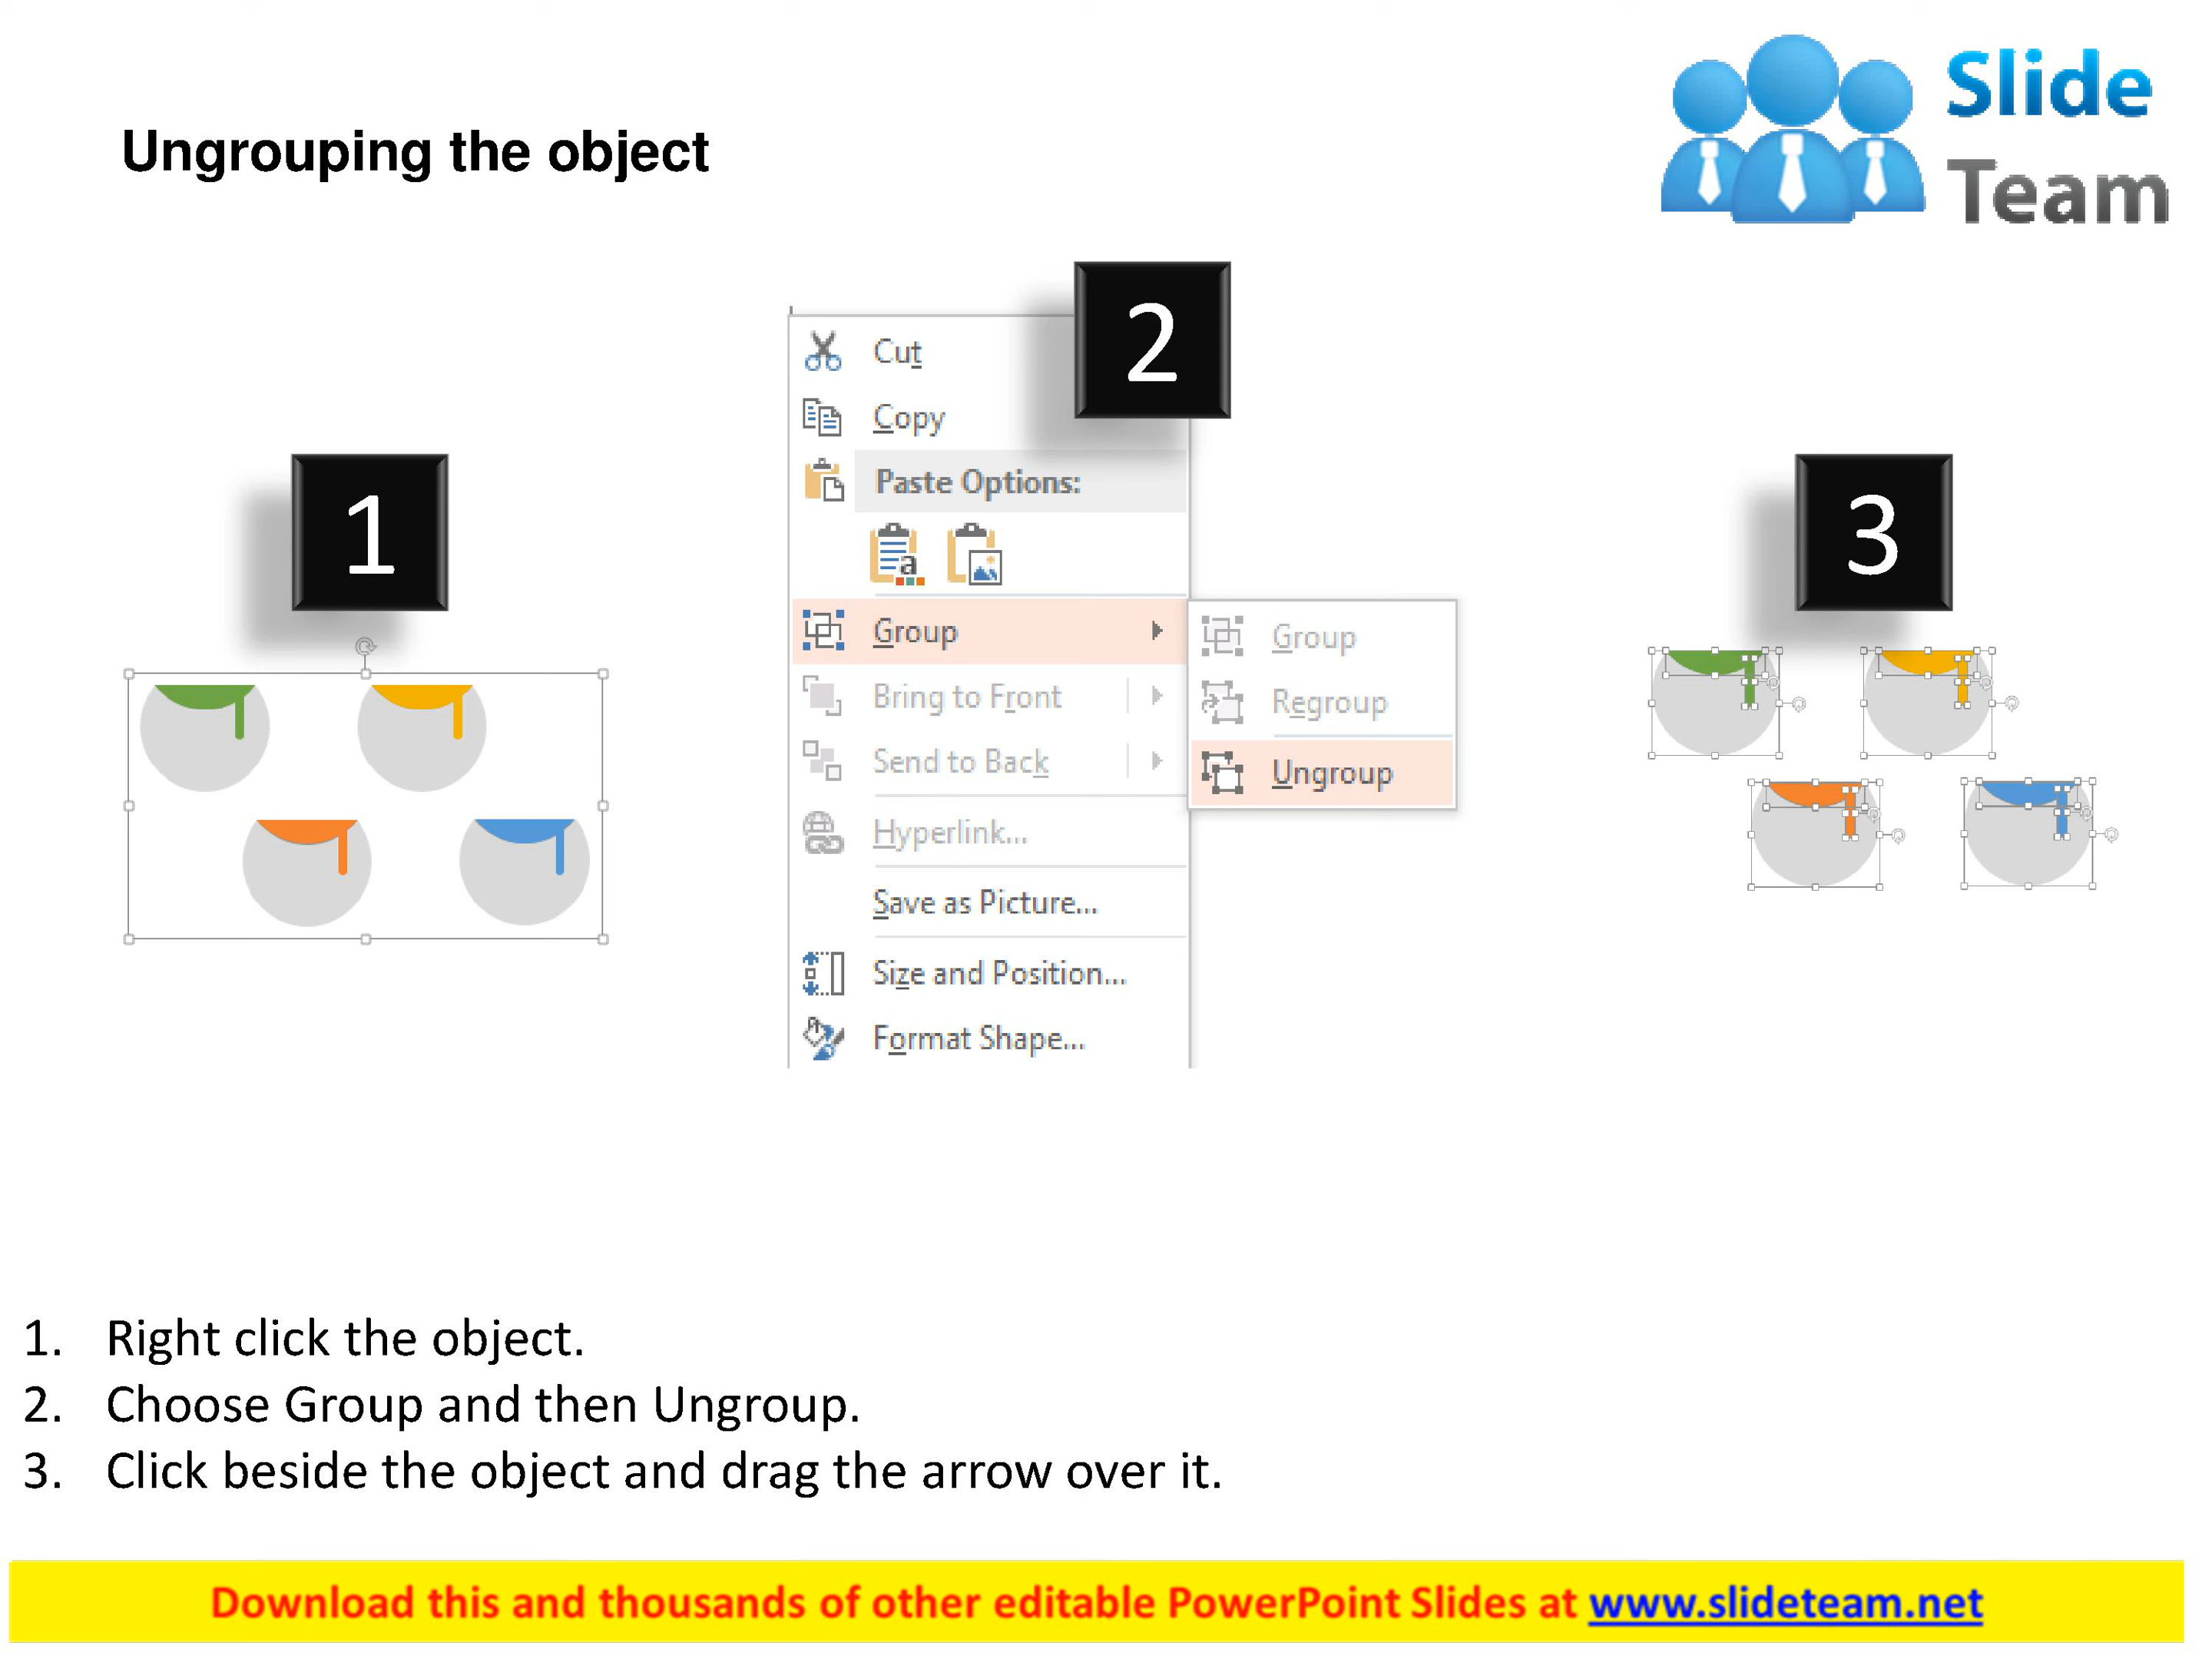 Ungrouping the object
Slide
Team
1
2
3
Cut
Copy
Paste Options:
a
Group
Bring to Front
Send to Back
Hyperlink...
Save as Picture...
Size and Position...
Format Shape...
Group
Regroup
Ungroup
1. Right click the object.
2. Choose Group and then Ungroup.
3. Click beside the object and drag the arrow over it.
Download this and thousands of other editable PowerPoint Slides at www.slideteam.net